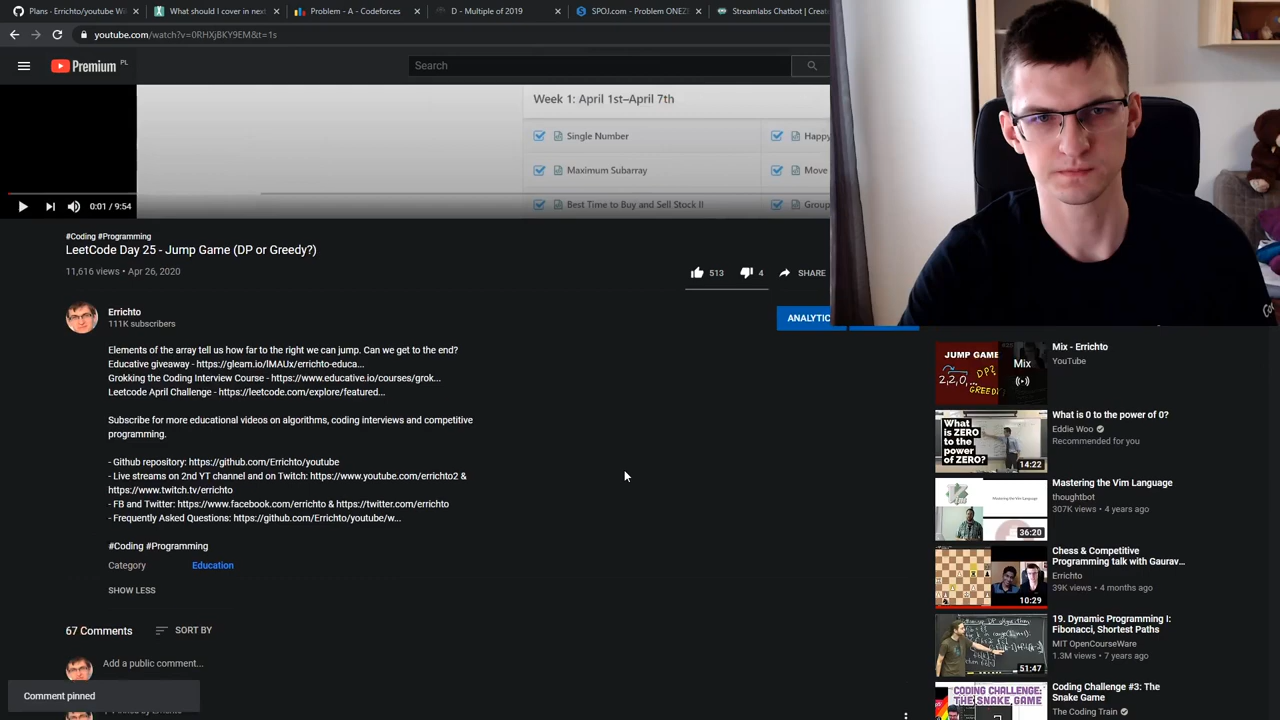 Plans - Errichto/youtube Wi
What should I cover in next
Problem - A - Codeforces
D - Multiple of 2019
SPOJ.com - Problem ONEZ
Streamlabs Chatbot | Creat
youtube.com/watch?v=0RHXjBKY9EM&t=1s
Premium PL
Search
Week 1: April 1st–April 7th
Single Number
Happy
Maximum Subarray
Move
Best Time to Buy and Sell Stock II
Group
0:01 / 9:54
#Coding #Programming
LeetCode Day 25 - Jump Game (DP or Greedy?)
11,616 views • Apr 26, 2020
513
4
SHARE
Errichto
111K subscribers
ANALYTIC
Elements of the array tell us how far to the right we can jump. Can we get to the end?
Educative giveaway - https://gleam.io/lMAUx/errichto-educa...
Grokking the Coding Interview Course - https://www.educative.io/courses/grok...
Leetcode April Challenge - https://leetcode.com/explore/featured...
Subscribe for more educational videos on algorithms, coding interviews and competitive
programming.
- Github repository: https://github.com/Errichto/youtube
- Live streams on 2nd YT channel and on Twitch: https://www.youtube.com/errichto2 &
https://www.twitch.tv/errichto
- FB and Twitter: https://www.facebook.com/errichto and https://twitter.com/errichto
- Frequently Asked Questions: https://github.com/Errichto/youtube/w...
#Coding #Programming
Category
Education
SHOW LESS
67 Comments
SORT BY
Add a public comment...
Comment pinned
JUMP GAME
2,2,0,...
DP?
GREEDY
Mix
Mix - Errichto
YouTube
What
is ZERO
to the
power
of ZERO?
14:22
What is 0 to the power of 0?
Eddie Woo
Recommended for you
36:20
Mastering the Vim Language
thoughtbot
307K views • 4 years ago
10:29
Chess & Competitive
Programming talk with Gaurav...
Errichto
39K views • 4 months ago
51:47
19. Dynamic Programming I:
Fibonacci, Shortest Paths
MIT OpenCourseWare
1.3M views • 7 years ago
CODING CHALLENGE:
THE SNAKE GAME
Coding Challenge #3: The
Snake Game
The Coding Train